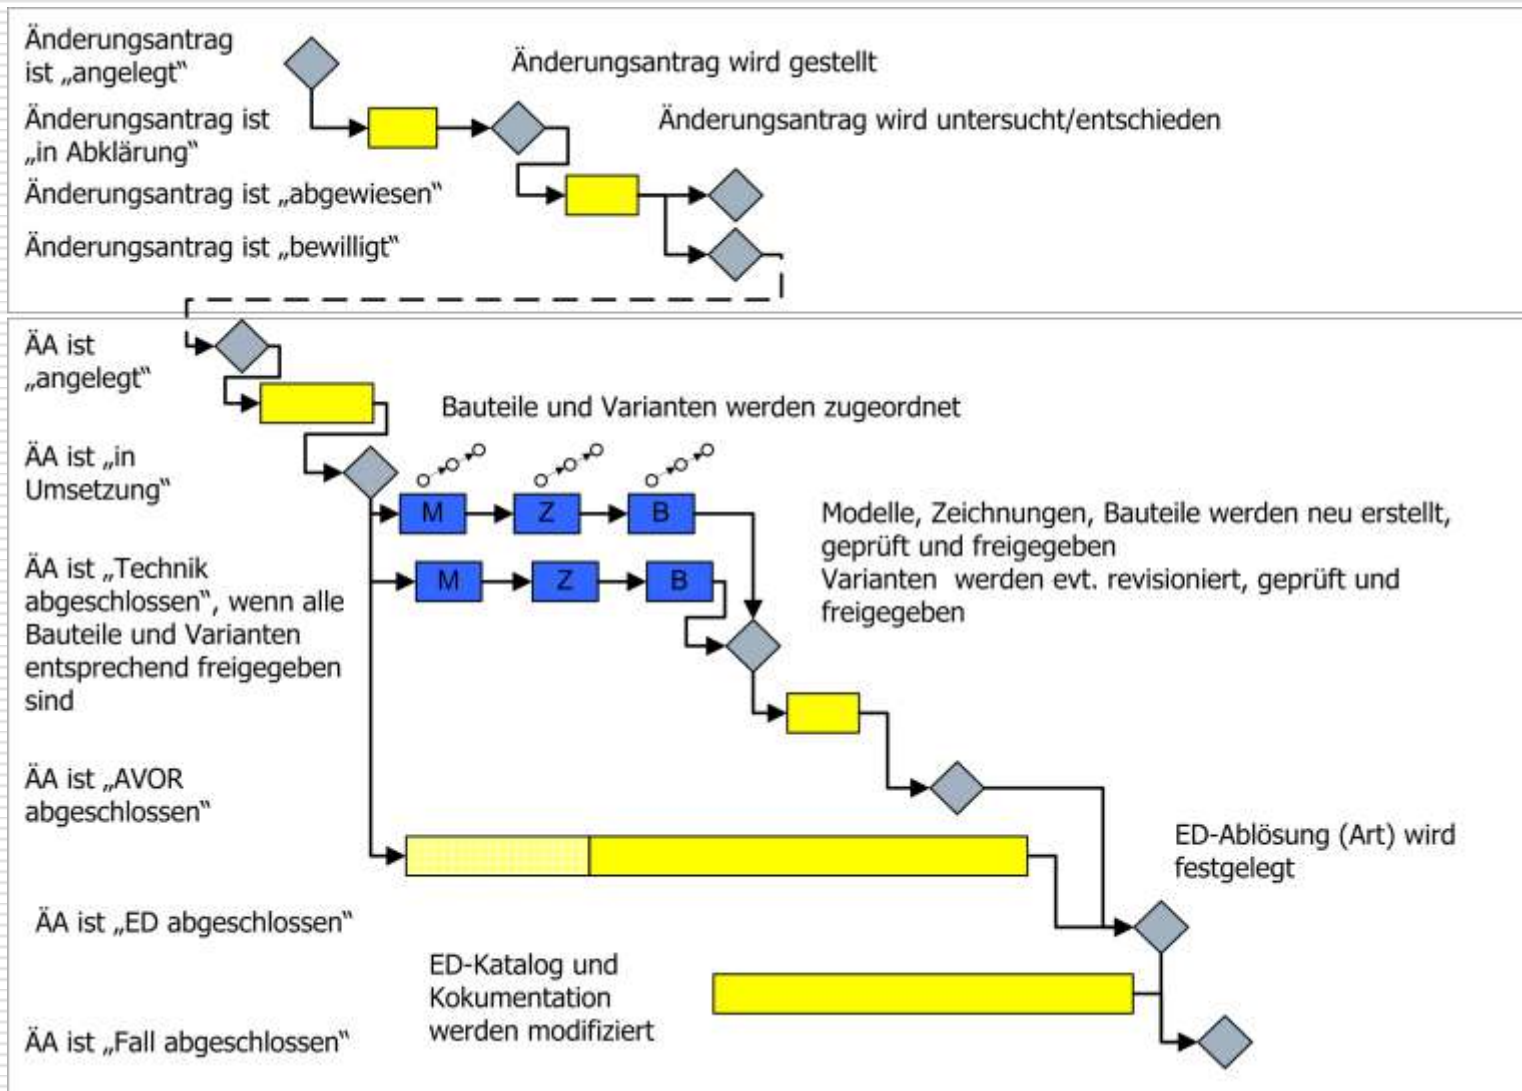 Änderungsantrag
ist „angelegt“
Änderungsantrag wird gestellt
Änderungsantrag ist
„in Abklärung“
Änderungsantrag wird untersucht/entschieden
Änderungsantrag ist „abgewiesen“
Änderungsantrag ist „bewilligt“
ÄA ist
„angelegt“
Bauteile und Varianten werden zugeordnet
ÄA ist „in
Umsetzung“
M Z B
Modelle, Zeichnungen, Bauteile werden neu erstellt,
geprüft und freigegeben
Varianten werden evt. revisioniert, geprüft und
freigegeben
M Z B
ÄA ist „Technik
abgeschlossen“, wenn alle
Bauteile und Varianten
entsprechend freigegeben
sind
ÄA ist „AVOR
abgeschlossen“
ED-Ablösung (Art) wird
festgelegt
ÄA ist „ED abgeschlossen“
ED-Katalog und
Kokumentation
werden modifiziert
ÄA ist „Fall abgeschlossen“